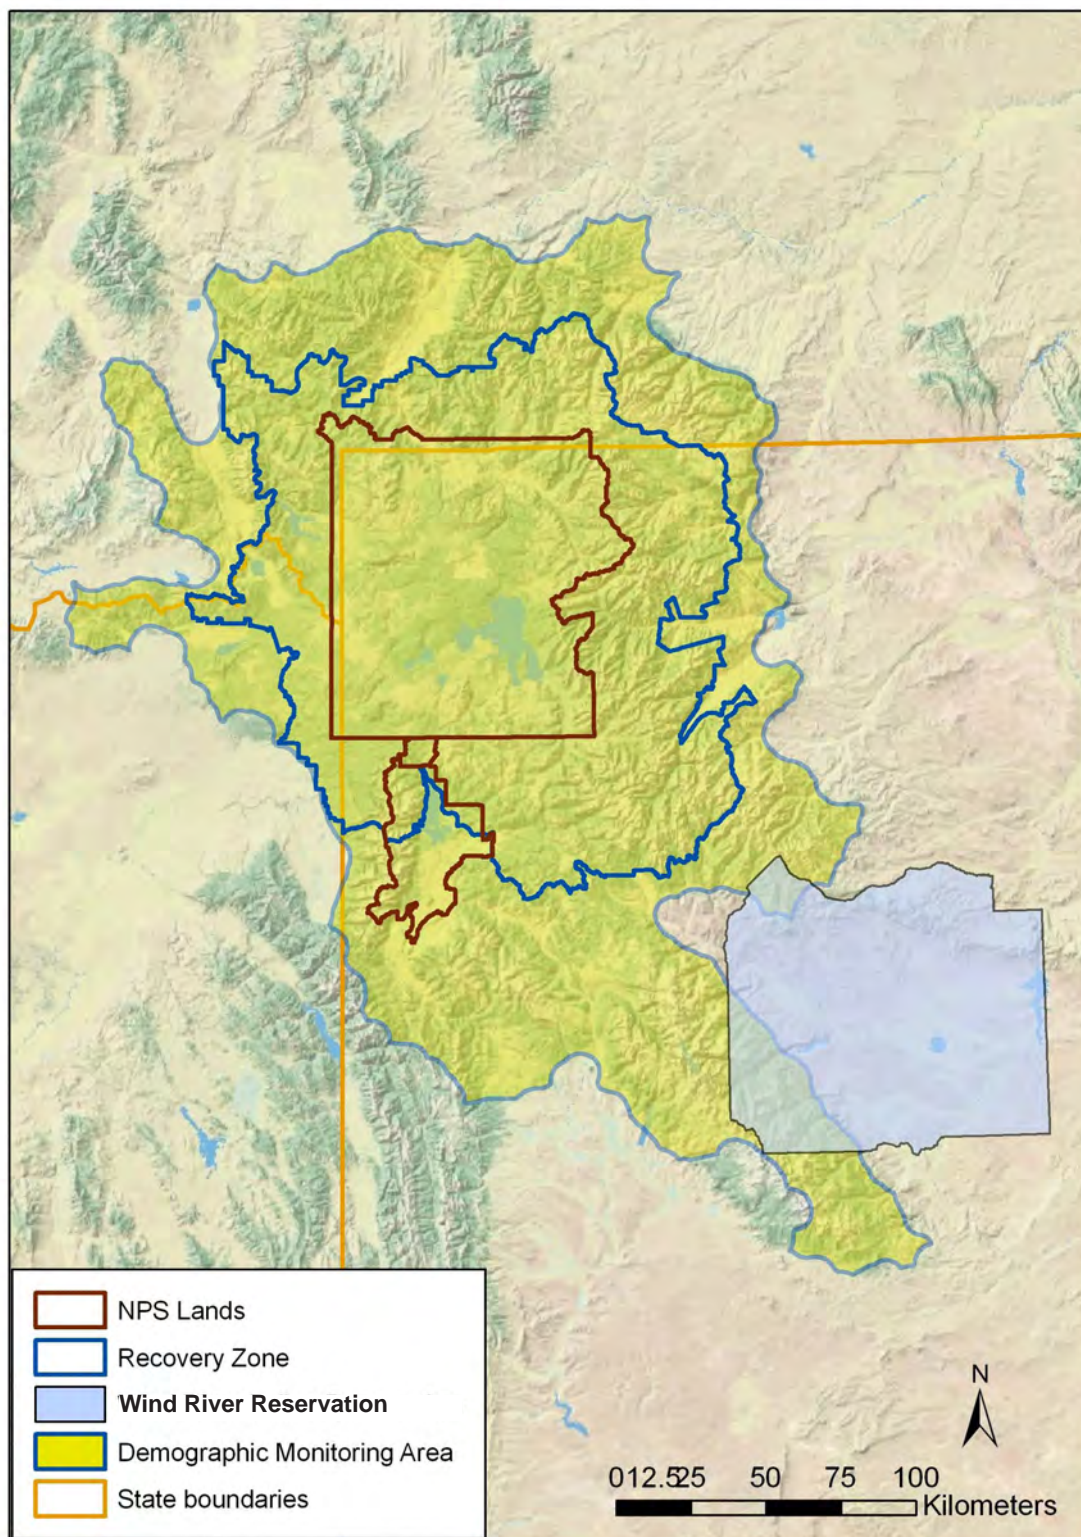 NPS Lands
Recovery Zone
Wind River Reservation
Demographic Monitoring Area
State boundaries
N
012.525 50 75 100
Kilometers